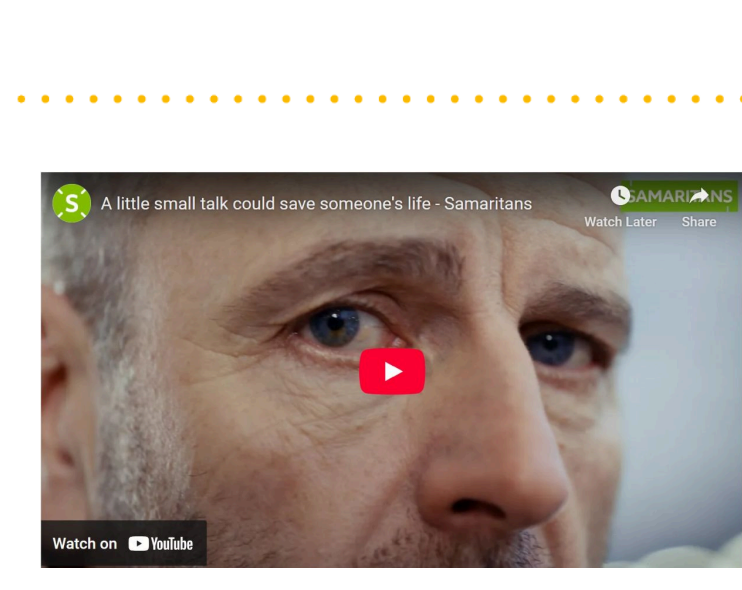 S
A little small talk could save someone's life - Samaritans
SAMARITANS
Watch Later
Share
Watch on YouTube